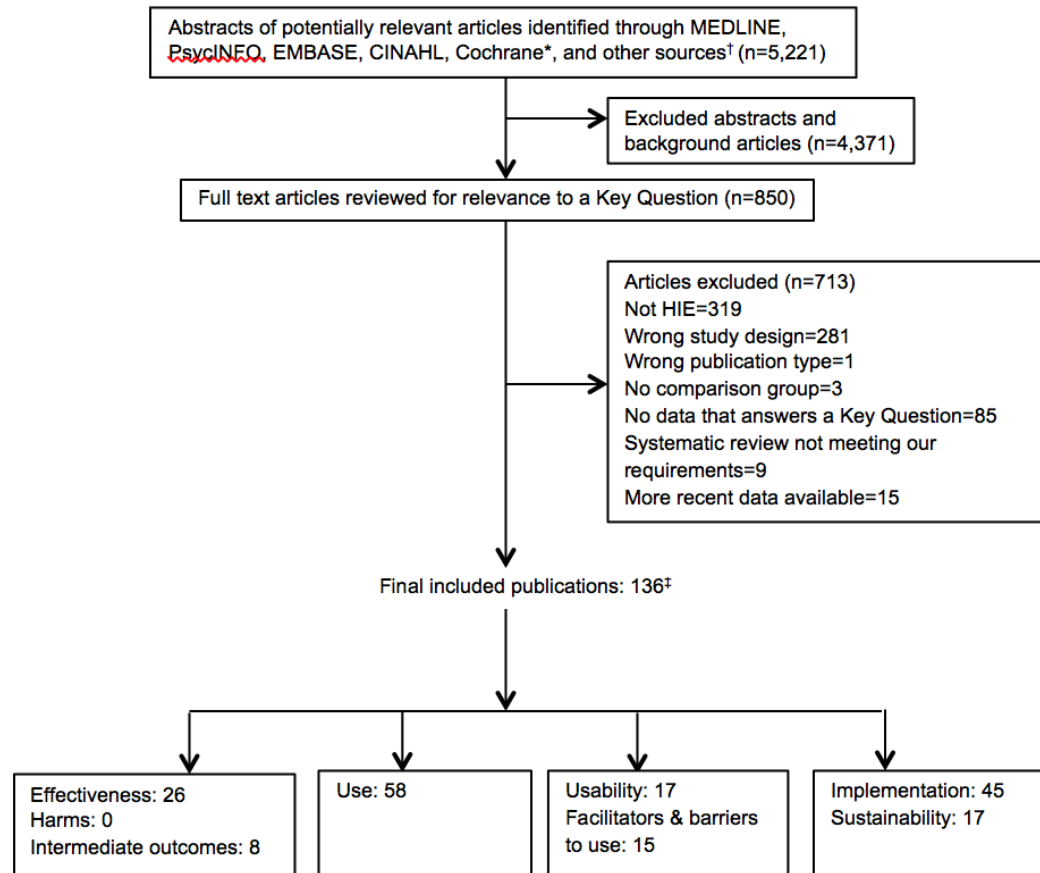 Abstracts of potentially relevant articles identified through MEDLINE,
PsycINFO, EMBASE, CINAHL, Cochrane*, and other sources† (n=5,221)
Excluded abstracts and
background articles (n=4,371)
Full text articles reviewed for relevance to a Key Question (n=850)
Articles excluded (n=713)
Not HIE=319
Wrong study design=281
Wrong publication type=1
No comparison group=3
No data that answers a Key Question=85
Systematic review not meeting our
requirements=9
More recent data available=15
Final included publications: 136‡
Effectiveness: 26
Harms: 0
Intermediate outcomes: 8
Use: 58
Usability: 17
Facilitators & barriers
to use: 15
Implementation: 45
Sustainability: 17